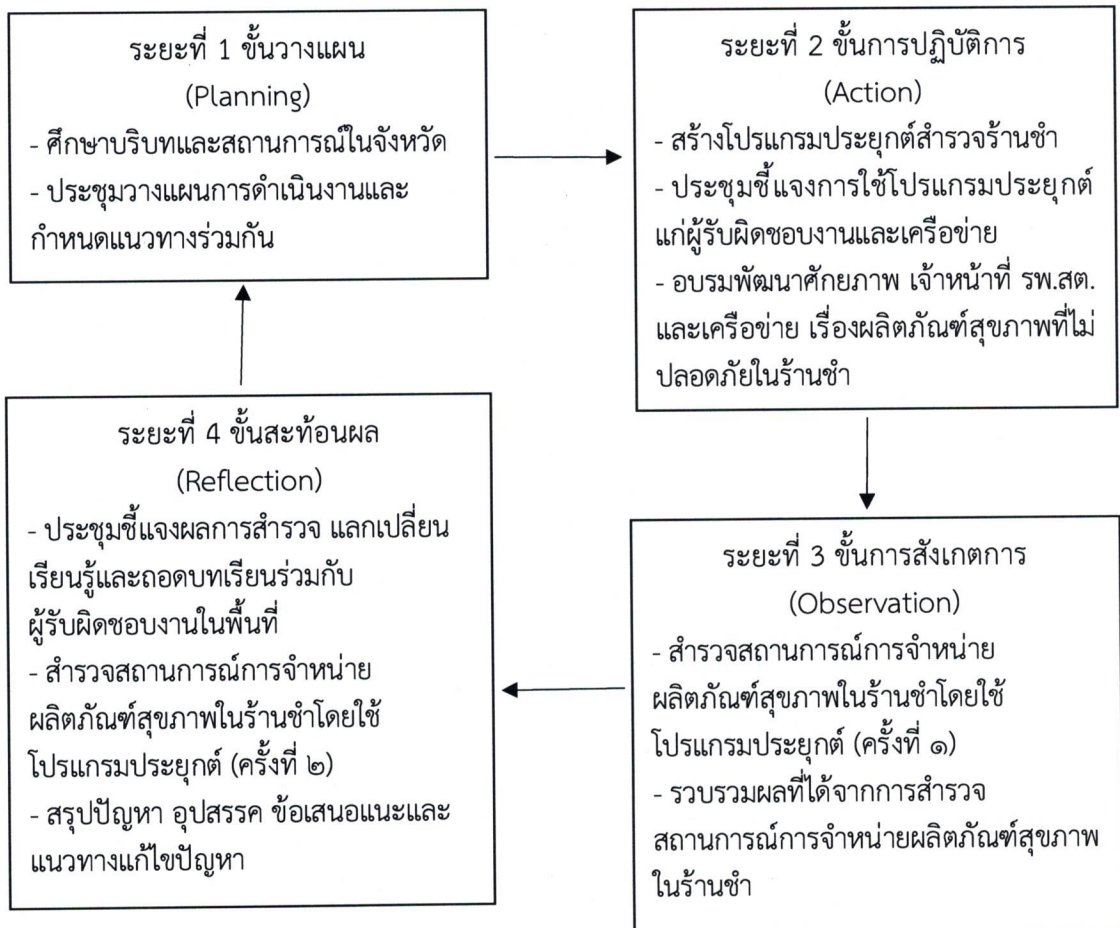 ระยะที่ 1 ขั้นวางแผน
(Planning)
- ศึกษาบริบทและสถานการณ์ในจังหวัด
- ประชุมวางแผนการดำเนินงานและ
กำหนดแนวทางร่วมกัน
ระยะที่ 2 ขั้นการปฏิบัติการ
(Action)
- สร้างโปรแกรมประยุกต์สำรวจร้านชำ
- ประชุมชี้แจงการใช้โปรแกรมประยุกต์
แก่ผู้รับผิดชอบงานและเครือข่าย
- อบรมพัฒนาศักยภาพ เจ้าหน้าที่ รพ.สต.
และเครือข่าย เรื่องผลิตภัณฑ์สุขภาพที่ไม่
ปลอดภัยในร้านชำ
ระยะที่ 3 ขั้นการสังเกตการ
(Observation)
- สำรวจสถานการณ์การจำหน่าย
ผลิตภัณฑ์สุขภาพในร้านชำโดยใช้
โปรแกรมประยุกต์ (ครั้งที่ ๑)
- รวบรวมผลที่ได้จากการสำรวจ
สถานการณ์การจำหน่ายผลิตภัณฑ์สุขภาพ
ในร้านชำ
ระยะที่ 4 ขั้นสะท้อนผล
(Reflection)
- ประชุมชี้แจงผลการสำรวจ แลกเปลี่ยน
เรียนรู้และถอดบทเรียนร่วมกับ
ผู้รับผิดชอบงานในพื้นที่
- สำรวจสถานการณ์การจำหน่าย
ผลิตภัณฑ์สุขภาพในร้านชำโดยใช้
โปรแกรมประยุกต์ (ครั้งที่ ๒)
- สรุปปัญหา อุปสรรค ข้อเสนอแนะและ
แนวทางแก้ไขปัญหา